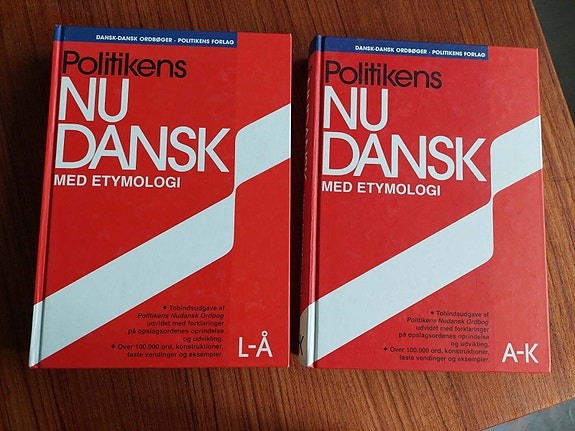 DANSK-DANSK ORDBØGER · POLITIKENS FORLAG
Politikens
NU
DANSK
MED ETYMOLOGI
+ Tobindsudgave af
Politikens Nudansk Ordbog
udvidet med forklaringer
på opslagsordenes oprindelse
og udvikling.
+ Over 100.000 ord, konstruktioner,
faste vendinger og eksempler.
L-Å
DANSK-DANSK ORDBØGER · POLITIKENS FORLAG
Politikens
NU
DANSK
MED ETYMOLOGI
+ Tobindsudgave af
Politikens Nudansk Ordbog
udvidet med forklaringer
på opslagsordenes oprindelse
og udvikling.
+ Over 100.000 ord, konstruktioner,
faste vendinger og eksempler.
A-K